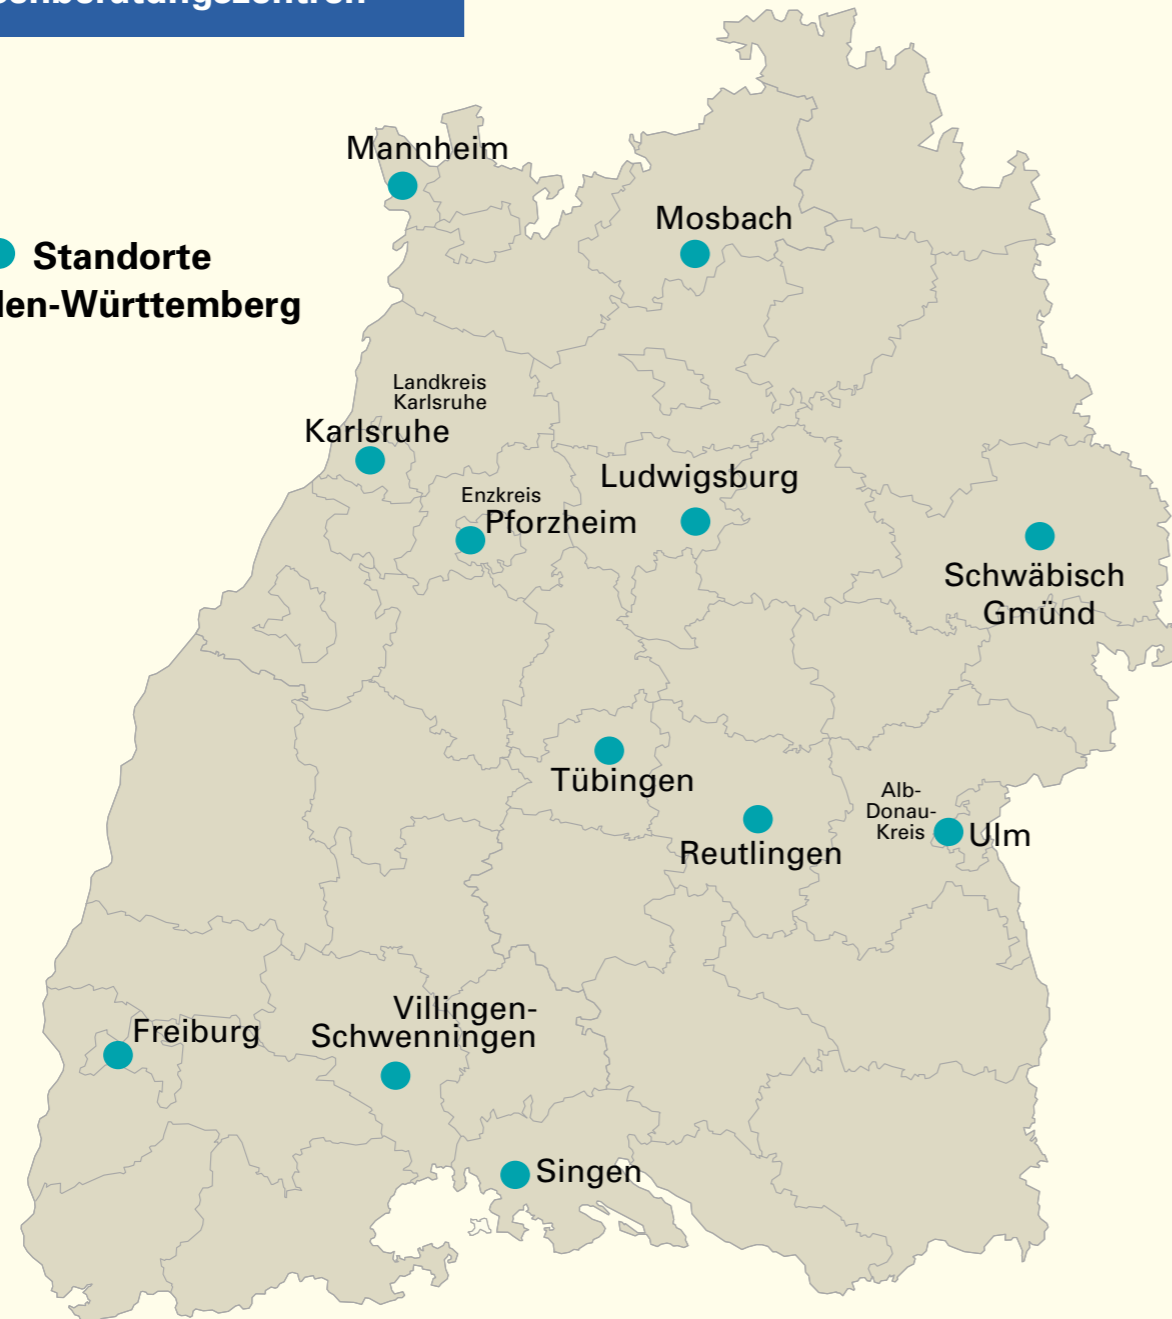 Mannheim
Mosbach
Standorte
den-Württemberg
Landkreis
Karlsruhe
Karlsruhe
Ludwigsburg
Enzkreis
Pforzheim
Schwäbisch
Gmünd
Tübingen
Alb-
Donau-
Kreis
Ulm
Reutlingen
Villingen-
Schwenningen
Freiburg
Singen